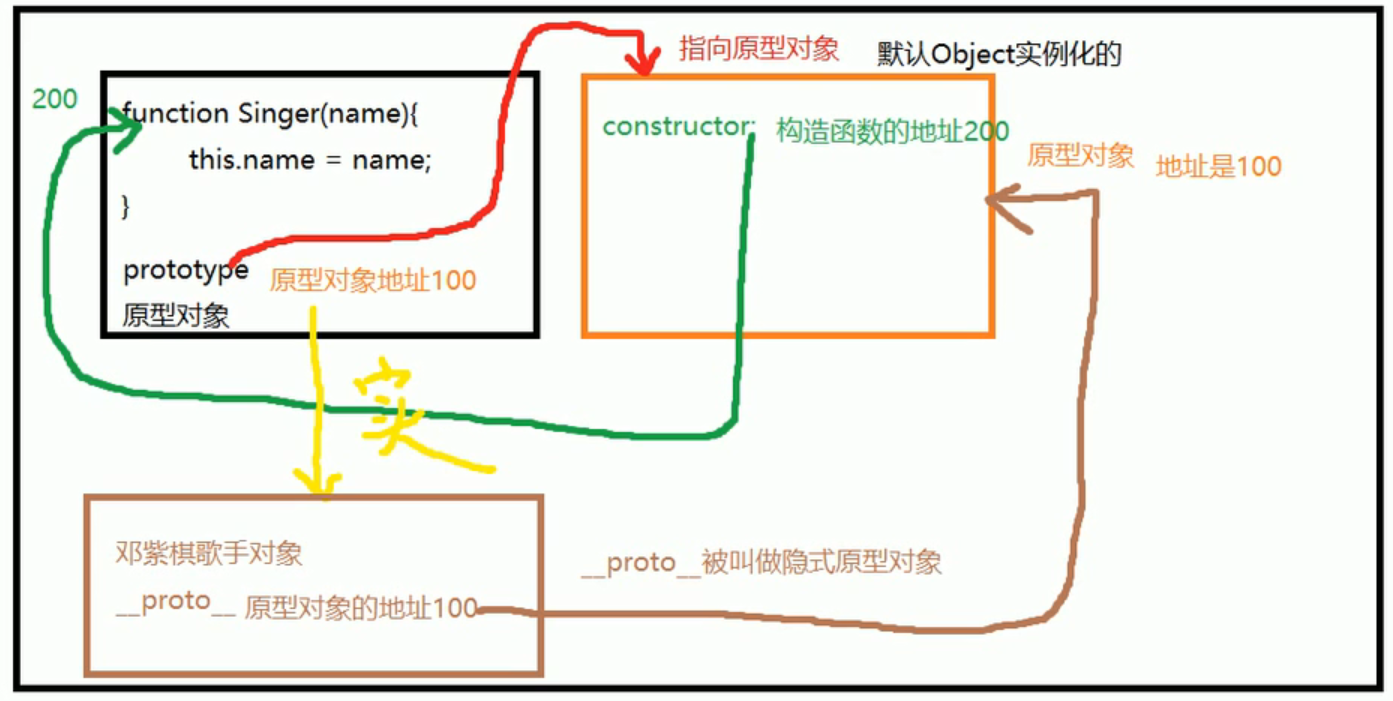 指向原型对象 默认Object实例化的
200
function Singer(name){
this.name = name;
}
prototype 原型对象地址100
原型对象
constructor: 构造函数的地址200
原型对象 地址是100
实
邓紫棋歌手对象
__proto__ 原型对象的地址100
__proto__被叫做隐式原型对象